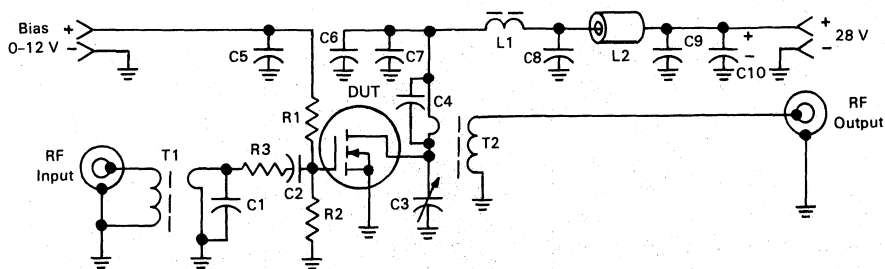 Bias
0–12 V
+
–
C5
C6
C7
L1
C8
L2
C9
+
–
C10
+
–
28 V
R1
DUT
C4
RF
Input
T1
R3
C2
C1
R2
C3
T2
RF
Output